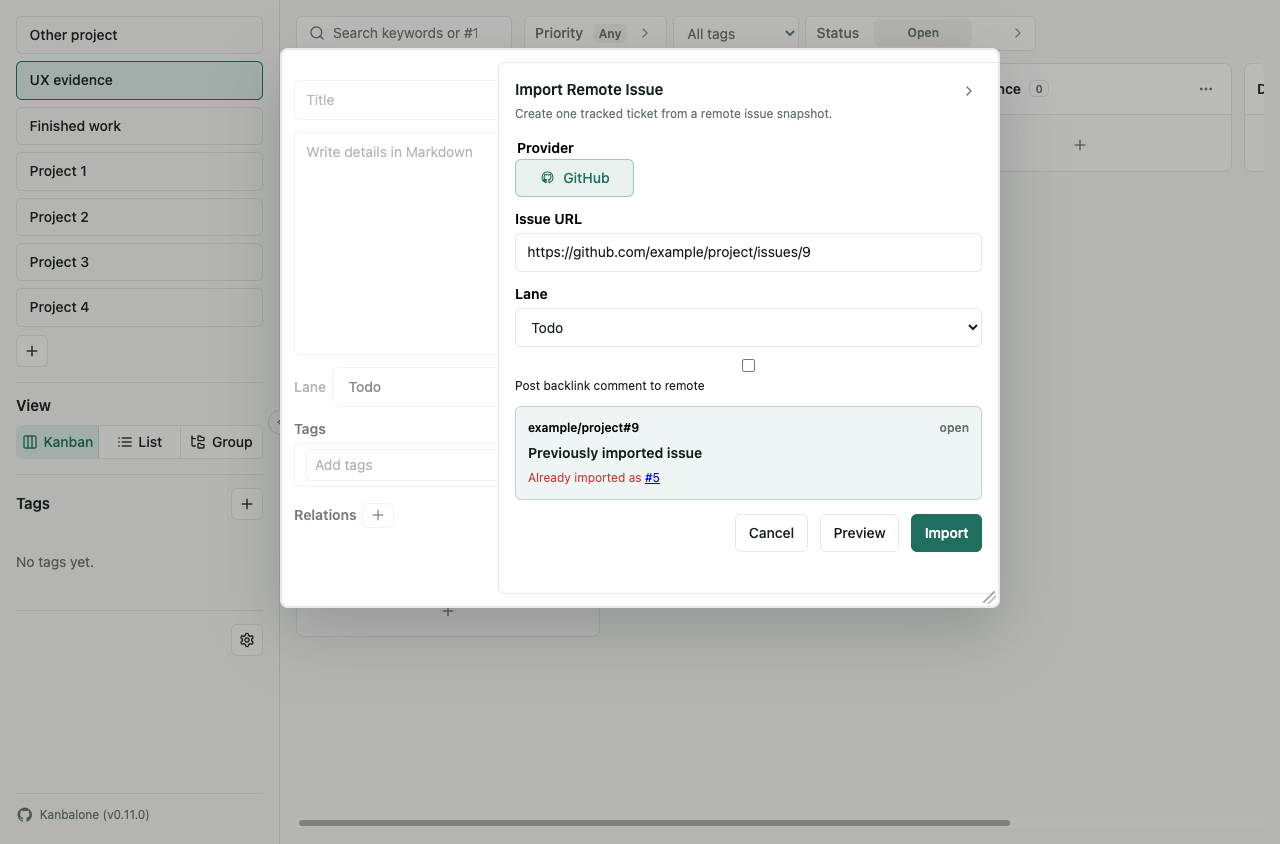 Other project
UX evidence
Finished work
Project 1
Project 2
Project 3
Project 4
View
Kanban
List
Group
Tags
No tags yet.
Kanbalone (v0.11.0)
Search keywords or #1
Priority
Any
All tags
Status
Open
nce
0
D
Title
Write details in Markdown
Lane
Todo
Tags
Add tags
Relations
Import Remote Issue
Create one tracked ticket from a remote issue snapshot.
Provider
GitHub
Issue URL
https://github.com/example/project/issues/9
Lane
Todo
Post backlink comment to remote
example/project#9
open
Previously imported issue
Already imported as #5
Cancel
Preview
Import